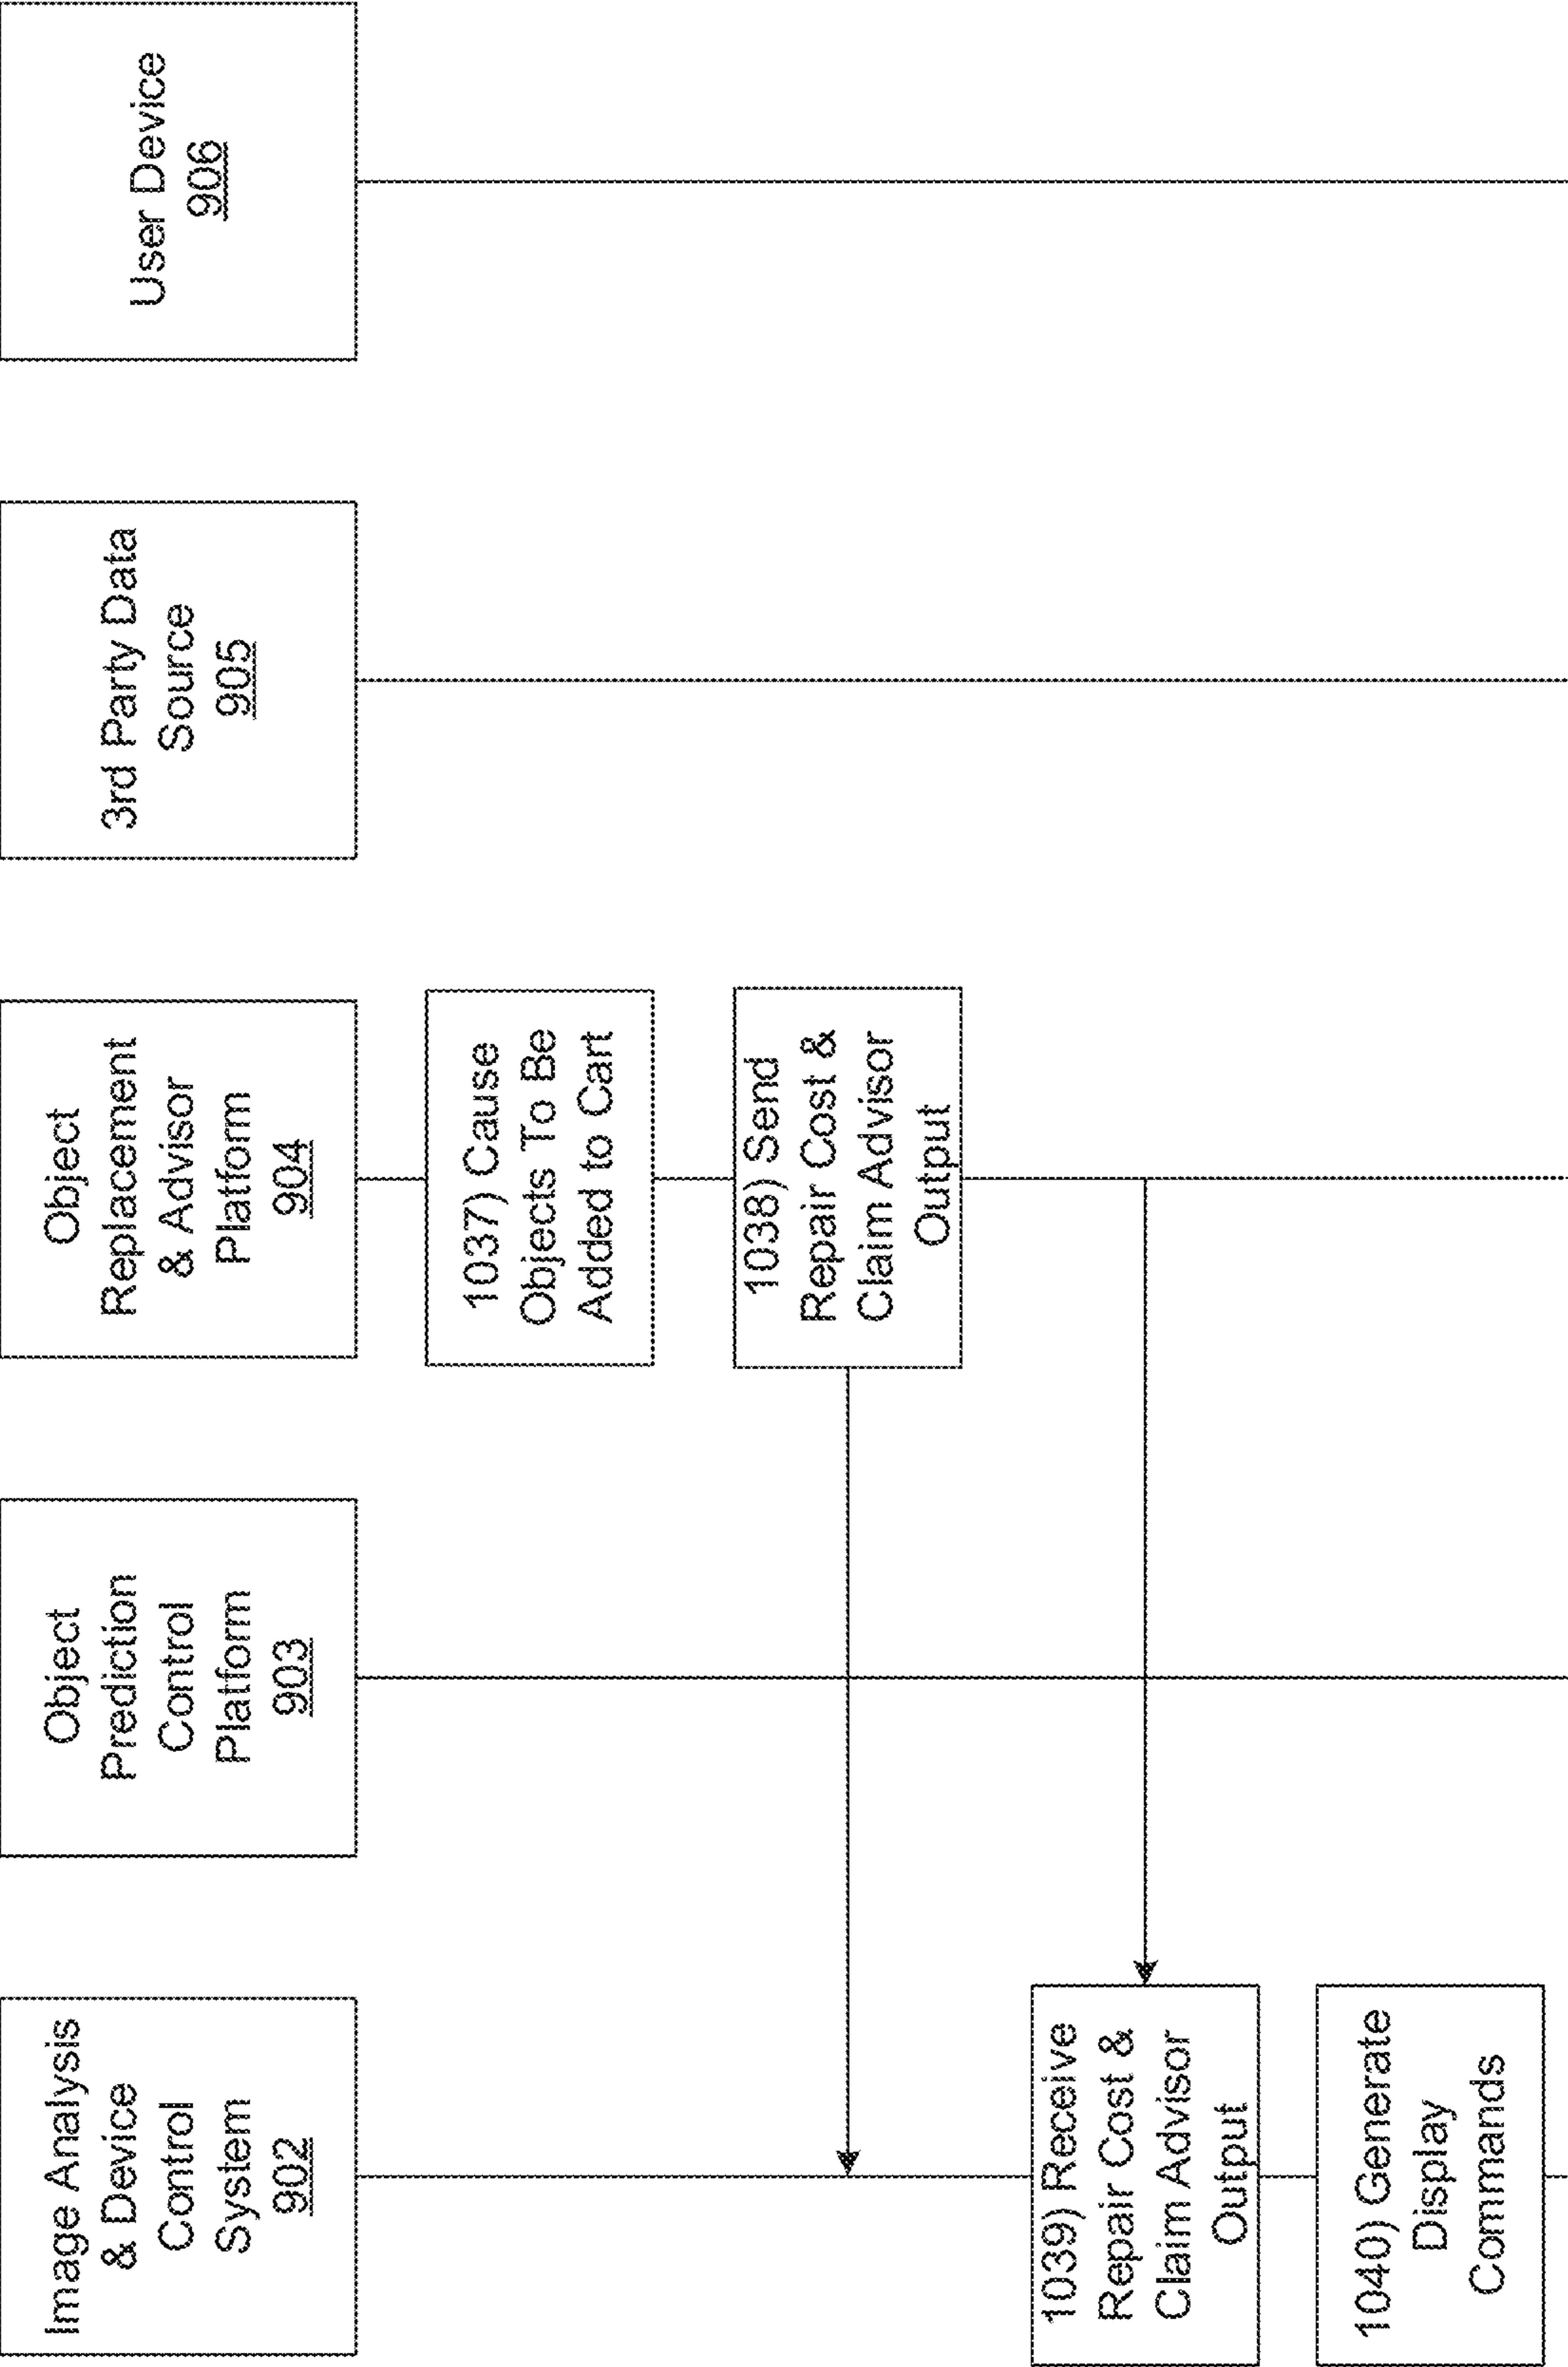 Image Analysis
& Device
Control
System
902
Object
Prediction
Control
Platform
903
Object
Replacement
& Advisor
Platform
904
3rd Party Data
Source
905
User Device
906
1037) Cause
Objects To Be
Added to Cart
1038) Send
Repair Cost &
Claim Advisor
Output
1039) Receive
Repair Cost &
Claim Advisor
Output
1040) Generate
Display
Commands